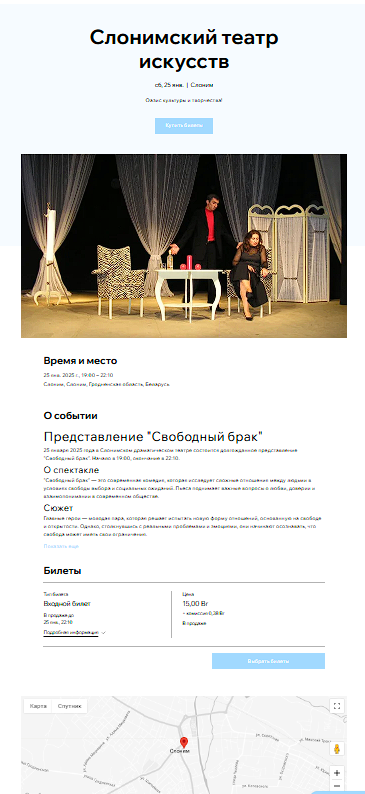 Слонимский театр
искусств
сб, 25 янв. | Слоним
Оазис культуры и творчества!
Купить билеты
Время и место
25 янв. 2025 г., 19:00 – 22:10
Слоним, Слоним, Гродненская область, Беларусь
О событии
Представление "Свободный брак"
25 января 2025 года в Слонимском драматическом театре состоится долгожданное представление
"Свободный брак". Начало в 19:00, окончание в 22:10.
О спектакле
"Свободный брак" — это современная комедия, которая исследует сложные отношения между людьми в
условиях свободы выбора и социальных ожиданий. Пьеса поднимает важные вопросы о любви, доверии и
взаимопонимании в современном обществе.
Сюжет
Главные герои — молодая пара, которая решает испытать новую форму отношений, основанную на свободе
и открытости. Однако, столкнувшись с реальными проблемами и эмоциями, они начинают осознавать, что
свобода может иметь свои ограничения.
Показать еще
Билеты
Тип билета
Входной билет
В продаже до
25 янв., 22:10
Подробная информация
Цена
15,00 Br
+ комиссия 0,38 Br
В продаже
Выбрать билеты
Карта
Спутник
Слоним